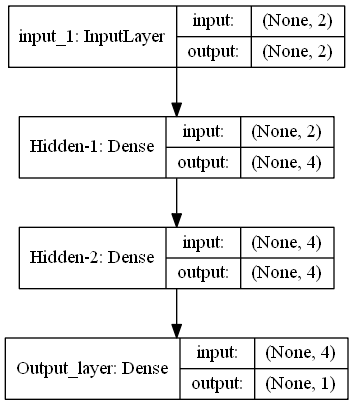 input_1: InputLayer
input: (None, 2)
output: (None, 2)
Hidden-1: Dense
input: (None, 2)
output: (None, 4)
Hidden-2: Dense
input: (None, 4)
output: (None, 4)
Output_layer: Dense
input: (None, 4)
output: (None, 1)